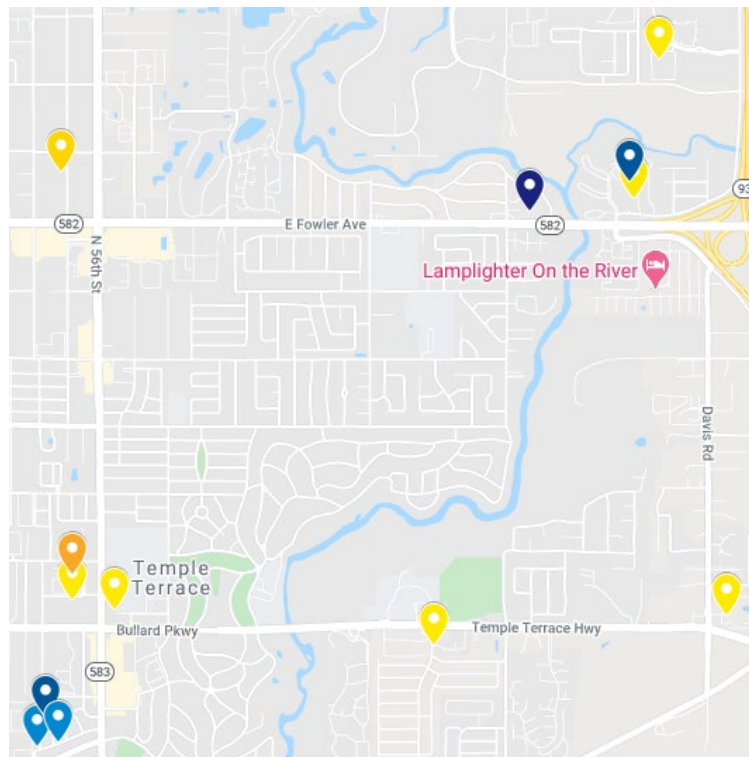 93
582
E Fowler Ave
582
N 56th St
Lamplighter On the River
Davis Rd
Temple
Terrace
Bullard Pkwy
Temple Terrace Hwy
583